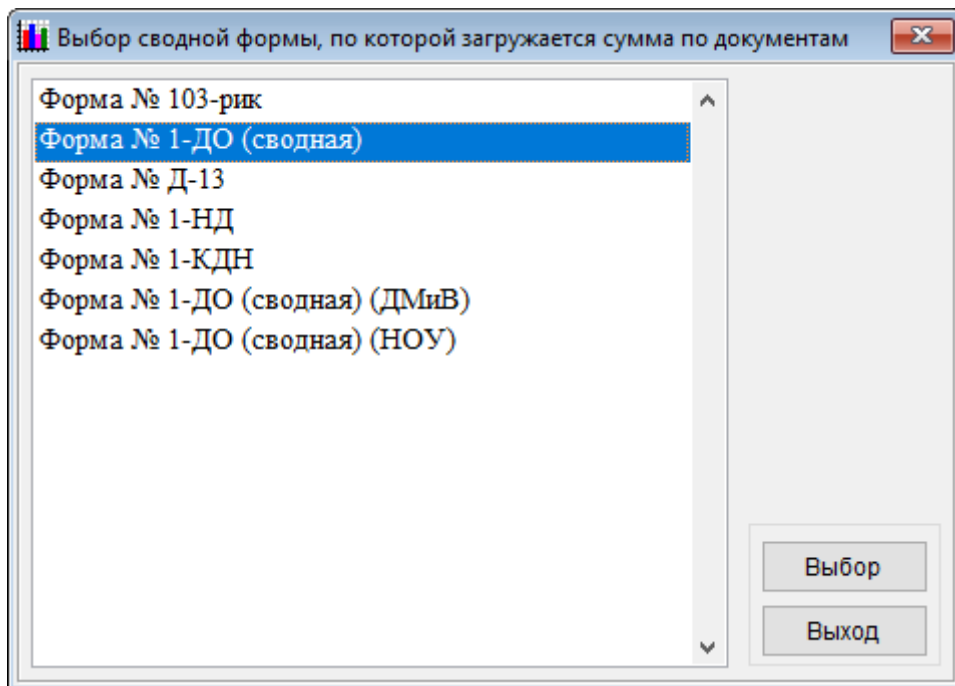 Выбор сводной формы, по которой загружается сумма по документам
Форма № 103-рик
Форма № 1-ДО (сводная)
Форма № Д-13
Форма № 1-НД
Форма № 1-КДН
Форма № 1-ДО (сводная) (ДМиВ)
Форма № 1-ДО (сводная) (НОУ)
Выбор
Выход